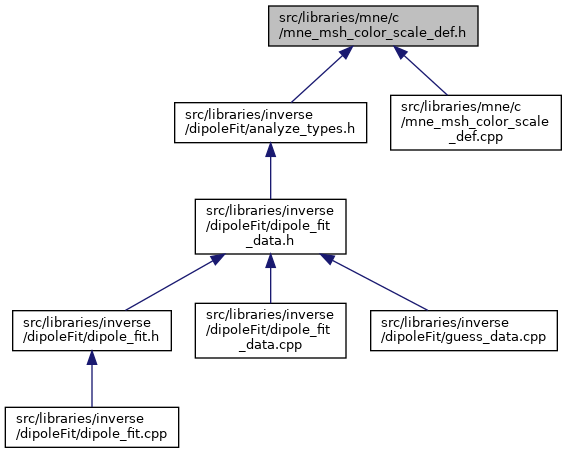 src/libraries/mne/c
/mne_msh_color_scale_def.h
src/libraries/inverse
/dipoleFit/analyze_types.h
src/libraries/mne/c
/mne_msh_color_scale
_def.cpp
src/libraries/inverse
/dipoleFit/dipole_fit
_data.h
src/libraries/inverse
/dipoleFit/dipole_fit.h
src/libraries/inverse
/dipoleFit/dipole_fit
_data.cpp
src/libraries/inverse
/dipoleFit/guess_data.cpp
src/libraries/inverse
/dipoleFit/dipole_fit.cpp